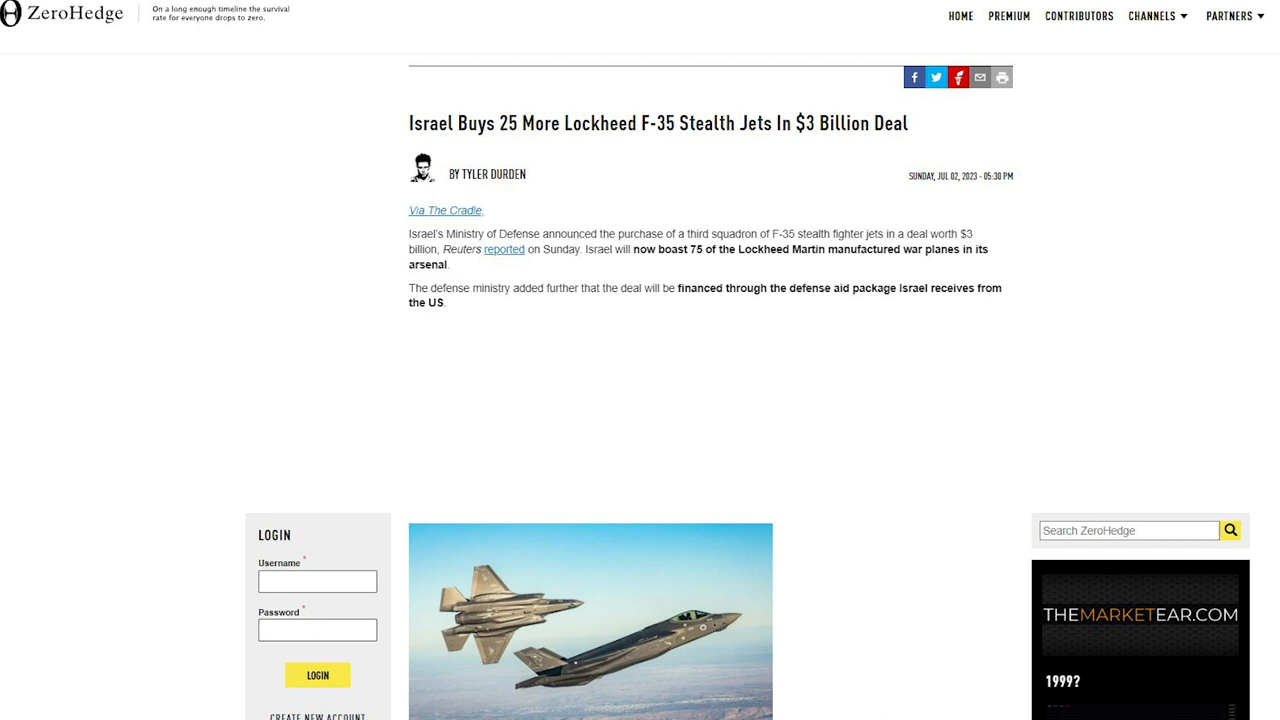 ZeroHedge
On a long enough timeline the survival
rate for everyone drops to zero.
HOME PREMIUM CONTRIBUTORS CHANNELS PARTNERS
Israel Buys 25 More Lockheed F-35 Stealth Jets In $3 Billion Deal
BY TYLER DURDEN
SUNDAY, JUL 02, 2023 - 05:30 PM
Via The Cradle,
Israel's Ministry of Defense announced the purchase of a third squadron of F-35 stealth fighter jets in a deal worth $3
billion, Reuters reported on Sunday. Israel will now boast 75 of the Lockheed Martin manufactured war planes in its
arsenal.
The defense ministry added further that the deal will be financed through the defense aid package Israel receives from
the US.
LOGIN
Username *
Password *
LOGIN
CREATE NEW ACCOUNT
Search ZeroHedge
THEMARKETEAR.COM
1999?